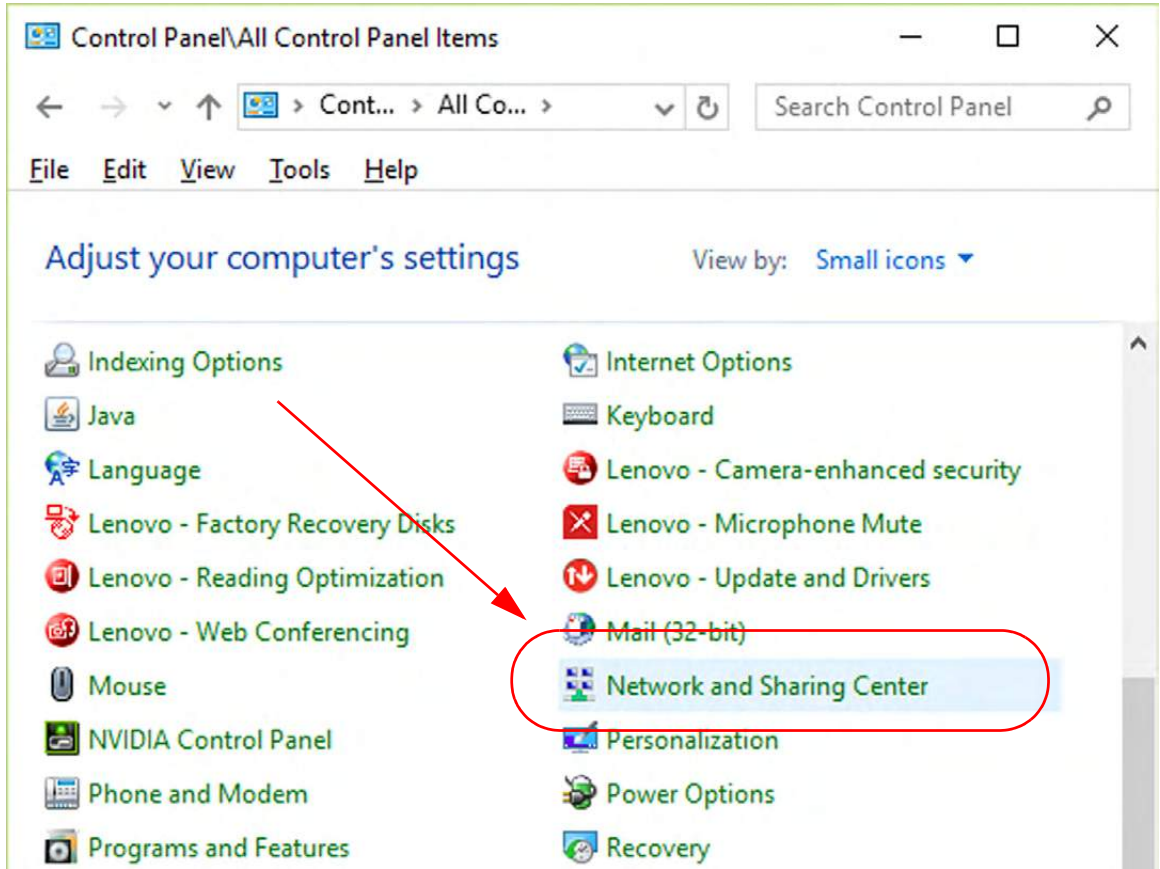 Control Panel\All Control Panel Items
Cont... > All Co... >
Search Control Panel
File Edit View Tools Help
Adjust your computer's settings
View by: Small icons
Indexing Options
Internet Options
Java
Keyboard
Language
Lenovo - Camera-enhanced security
Lenovo - Factory Recovery Disks
Lenovo - Microphone Mute
Lenovo - Reading Optimization
Lenovo - Update and Drivers
Lenovo - Web Conferencing
Mail (32-bit)
Mouse
Network and Sharing Center
NVIDIA Control Panel
Personalization
Phone and Modem
Power Options
Programs and Features
Recovery